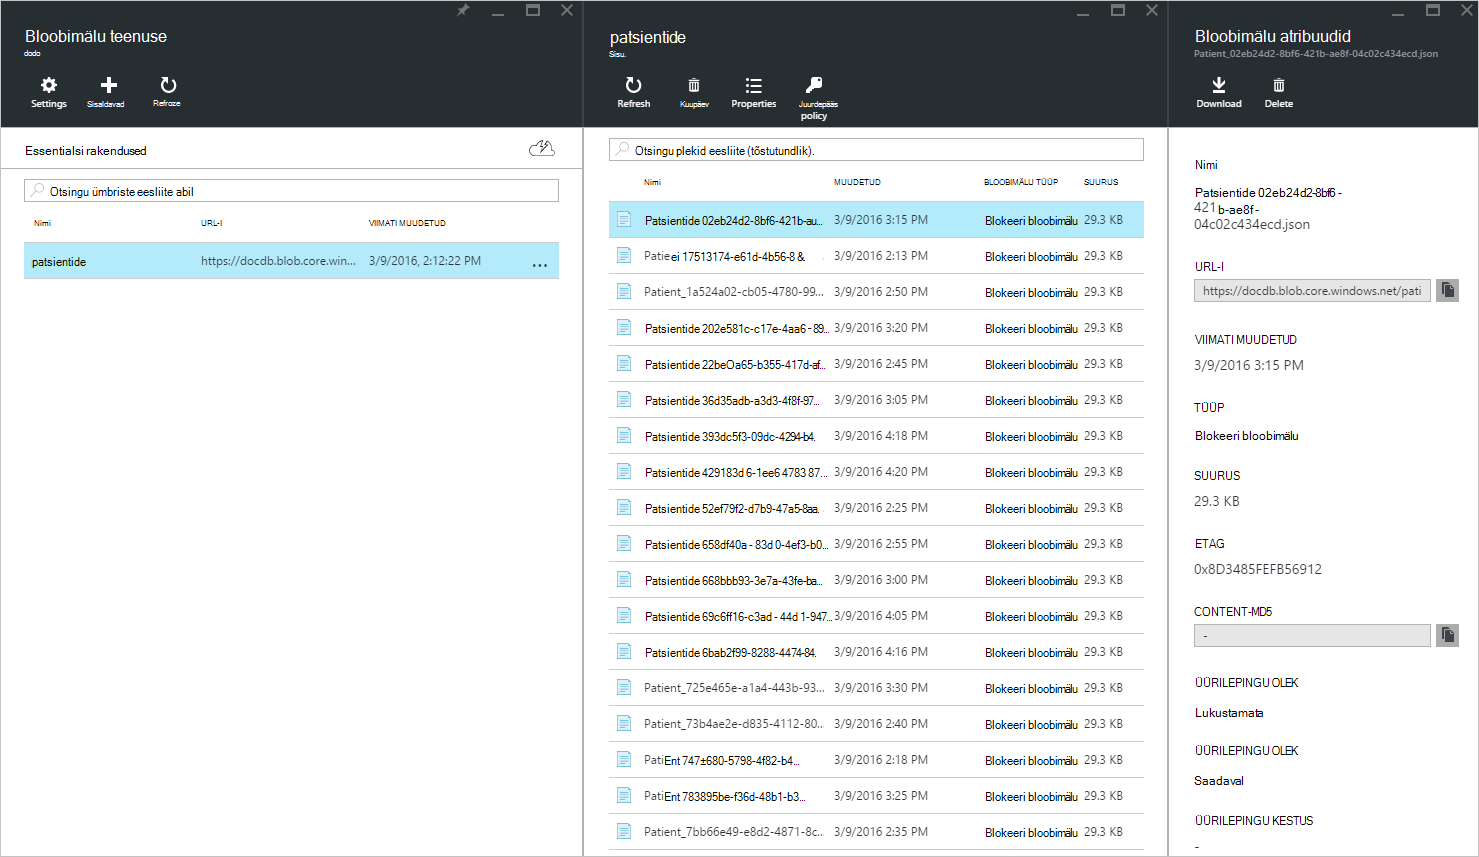 Bloobimälu teenuse
dodo
Settings
Sisaldavad
Refroze
Essentialsi rakendused
Otsingu ümbriste eesliite abil
Nimi URL-I VIIMATI MUUDETUD
patsientide https://docdb.blob.core.win... 3/9/2016, 2:12:22 PM ...
patsientide
Sisu.
Refresh
Kuupäev
Properties
Juurdepääs
policy
Otsingu plekid eesliite (tõstutundlik).
Nimi MUUDETUD BLOOBIMÄLU TÜÜP SUURUS
Patsientide 02eb24d2-8bf6-421b-au... 3/9/2016 3:15 PM Blokeeri bloobimälu 29.3 KB
Patieei 17513174-e61d-4b56-8 &. 3/9/2016 2:13 PM Blokeeri bloobimälu 29.3 KB
Patient_1a524a02-cb05-4780-99... 3/9/2016 2:50 PM Blokeeri bloobimälu 29.3 KB
Patsientide 202e581c-c17e-4aa6 - 89... 3/9/2016 3:20 PM Blokeeri bloobimälu 29.3 KB
Patsientide 22beOa65-b355-417d-af... 3/9/2016 2:45 PM Blokeeri bloobimälu 29.3 KB
Patsientide 36d35adb-a3d3-4f8f-97... 3/9/2016 3:05 PM Blokeeri bloobimälu 29.3 KB
Patsientide 393dc5f3-09dc-4294-b4. 3/9/2016 4:18 PM Blokeeri bloobimälu 29.3 KB
Patsientide 429183d 6-1ee6 4783 87... 3/9/2016 4:20 PM Blokeeri bloobimälu 29.3 KB
Patsientide 52ef79f2-d7b9-47a5-8aa. 3/9/2016 2:25 PM Blokeeri bloobimälu 29.3 KB
Patsientide 658df40a - 83d 0-4ef3-b0... 3/9/2016 2:55 PM Blokeeri bloobimälu 29.3 KB
Patsientide 668bbb93-3e7a-43fe-ba... 3/9/2016 3:00 PM Blokeeri bloobimälu 29.3 KB
Patsientide 69c6ff16-c3ad - 44d 1-947... 3/9/2016 4:05 PM Blokeeri bloobimälu 29.3 KB
Patsientide 6bab2f99-8288-4474-84. 3/9/2016 4:16 PM Blokeeri bloobimälu 29.3 KB
Patient_725e465e-a1a4-443b-93... 3/9/2016 3:30 PM Blokeeri bloobimälu 29.3 KB
Patient_73b4ae2e-d835-4112-80... 3/9/2016 2:40 PM Blokeeri bloobimälu 29.3 KB
PatiEnt 747±680-5798-4f82-b4... 3/9/2016 2:18 PM Blokeeri bloobimälu 29.3 KB
PatiEnt 783895be-f36d-48b1-b3... 3/9/2016 3:25 PM Blokeeri bloobimälu 29.3 KB
Patient_7bb66e49-e8d2-4871-8c... 3/9/2016 2:35 PM Blokeeri bloobimälu 29.3 KB
Bloobimälu atribuudid
Patient_02eb24d2-8bf6-421b-ae8f-04c02c434ecd.json
Download
Delete
Nimi
Patsientide 02eb24d2-8bf6 -
421 b-ae8f -
04c02c434ecd.json
URL-I
https://docdb.blob.core.windows.net/pati
VIIMATI MUUDETUD
3/9/2016 3:15 PM
TÜÜP
Blokeeri bloobimälu
SUURUS
29.3 KB
ETAG
0x8D3485FEFB56912
CONTENT-MD5
-
ÜÜRILEPINGU OLEK
Lukustamata
ÜÜRILEPINGU OLEK
Saadaval
ÜÜRILEPINGU KESTUS
-